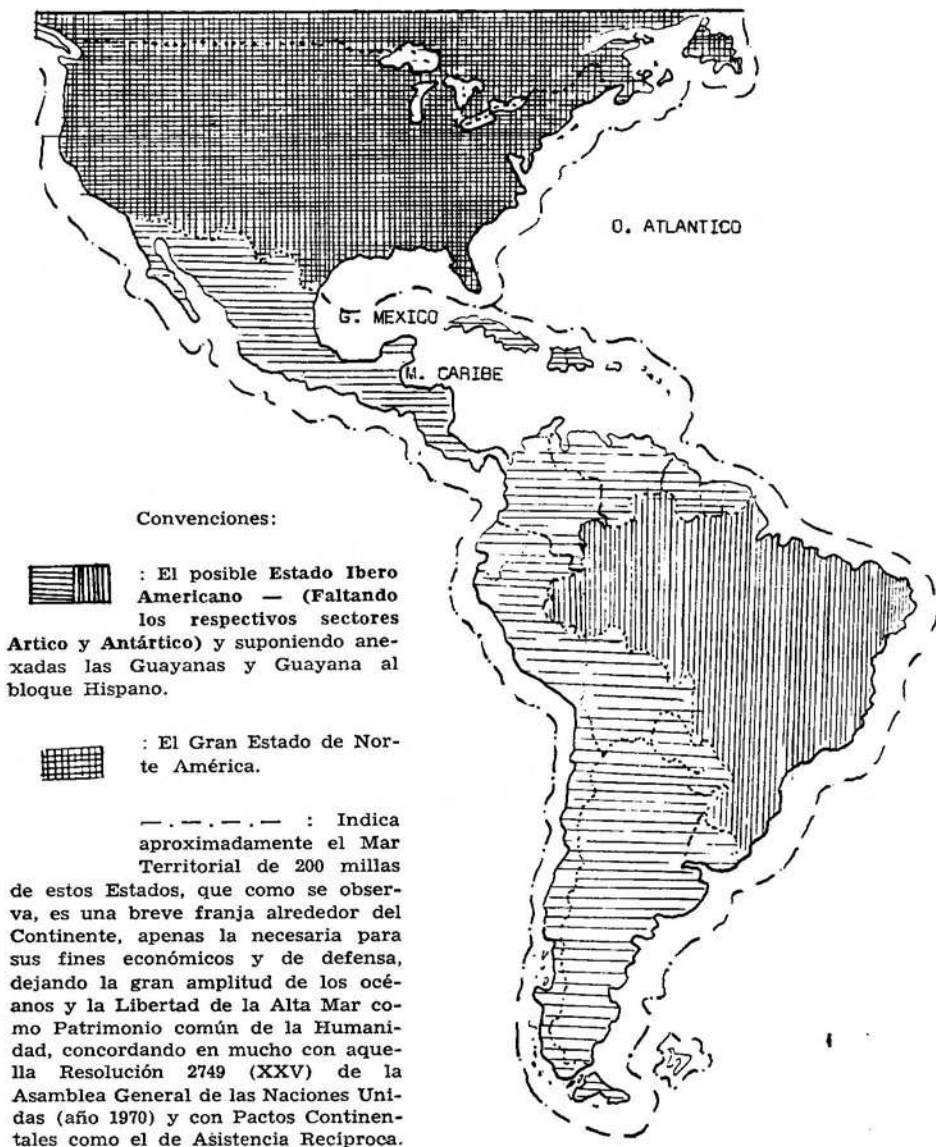 O. ATLANTICO
G. MEXICO
M. CARIBE
Convenciones:
: El posible Estado Ibero
Americano — (Faltando
los respectivos sectores
Artico y Antártico) y suponiendo ane-
xadas las Guayanas y Guayana al
bloque Hispano.
: El Gran Estado de Nor-
te América.
—.—.—.— : Indica
aproximadamente el Mar
Territorial de 200 millas
de estos Estados, que como se obser-
va, es una breve franja alrededor del
Continente, apenas la necesaria para
sus fines económicos y de defensa,
dejando la gran amplitud de los océ-
anos y la Libertad de la Alta Mar co-
mo Patrimonio común de la Humani-
dad, concordando en mucho con aque-
lla Resolución 2749 (XXV) de la
Asamblea General de las Naciones Uni-
das (año 1970) y con Pactos Continen-
tales como el de Asistencia Recíproca.